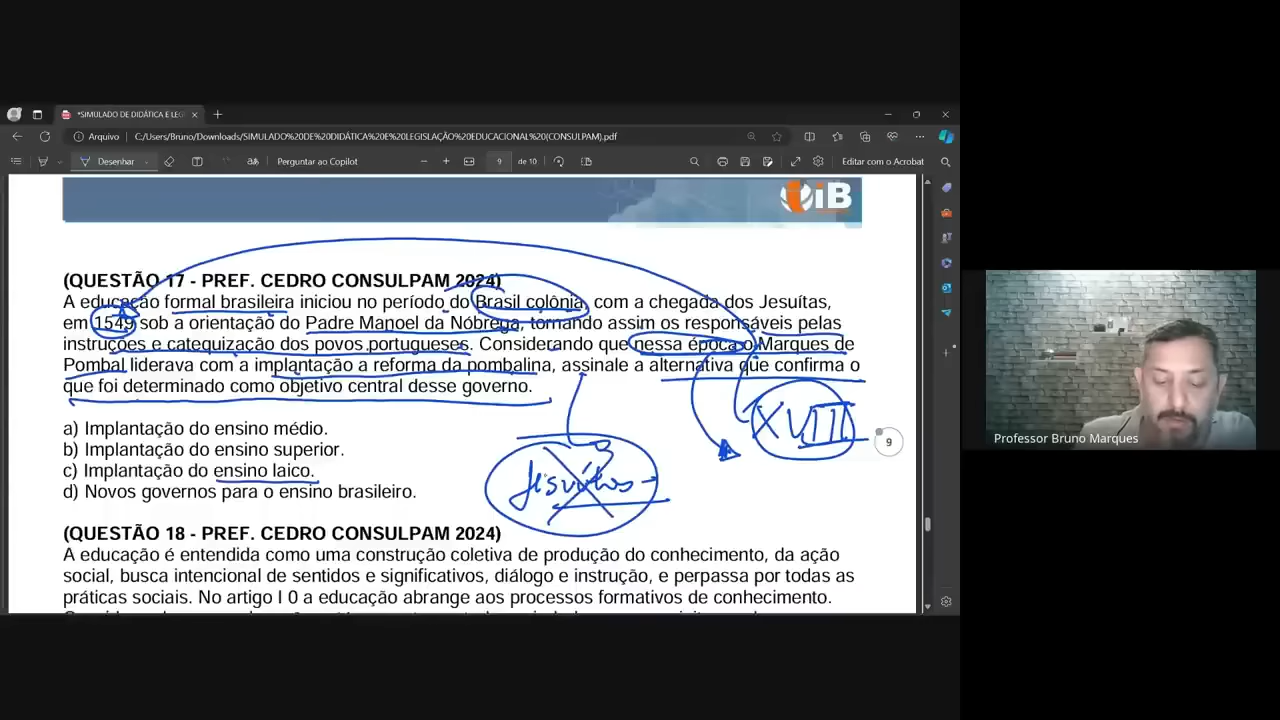 *SIMULADO DE DIDÁTICA E LEG
Arquivo C:/Users/Bruno/Downloads/SIMULADO%20DE%20DIDÁTICA%20E%20LEGISLAÇÃO%20EDUCACIONAL%20(CONSULPAM).pdf
Desenhar aあ Perguntar ao Copilot 9 de 10 Editar com o Acrobat
iB
(QUESTÃO 17 - PREF. CEDRO CONSULPAM 2024)
A educação formal brasileira iniciou no período do Brasil colônia, com a chegada dos Jesuítas,
em 1549 sob a orientação do Padre Manoel da Nóbrega, tornando assim os responsáveis pelas
instruções e catequização dos povos portugueses. Considerando que nessa época o Marques de
Pombal liderava com a implantação a reforma da pombalina, assinale a alternativa que confirma o
que foi determinado como objetivo central desse governo.
XVIII
a) Implantação do ensino médio.
b) Implantação do ensino superior.
c) Implantação do ensino laico.
d) Novos governos para o ensino brasileiro.
Jesuítas
9
Professor Bruno Marques
(QUESTÃO 18 - PREF. CEDRO CONSULPAM 2024)
A educação é entendida como uma construção coletiva de produção do conhecimento, da ação
social, busca intencional de sentidos e significativos, diálogo e instrução, e perpassa por todas as
práticas sociais. No artigo I 0 a educação abrange aos processos formativos de conhecimento.